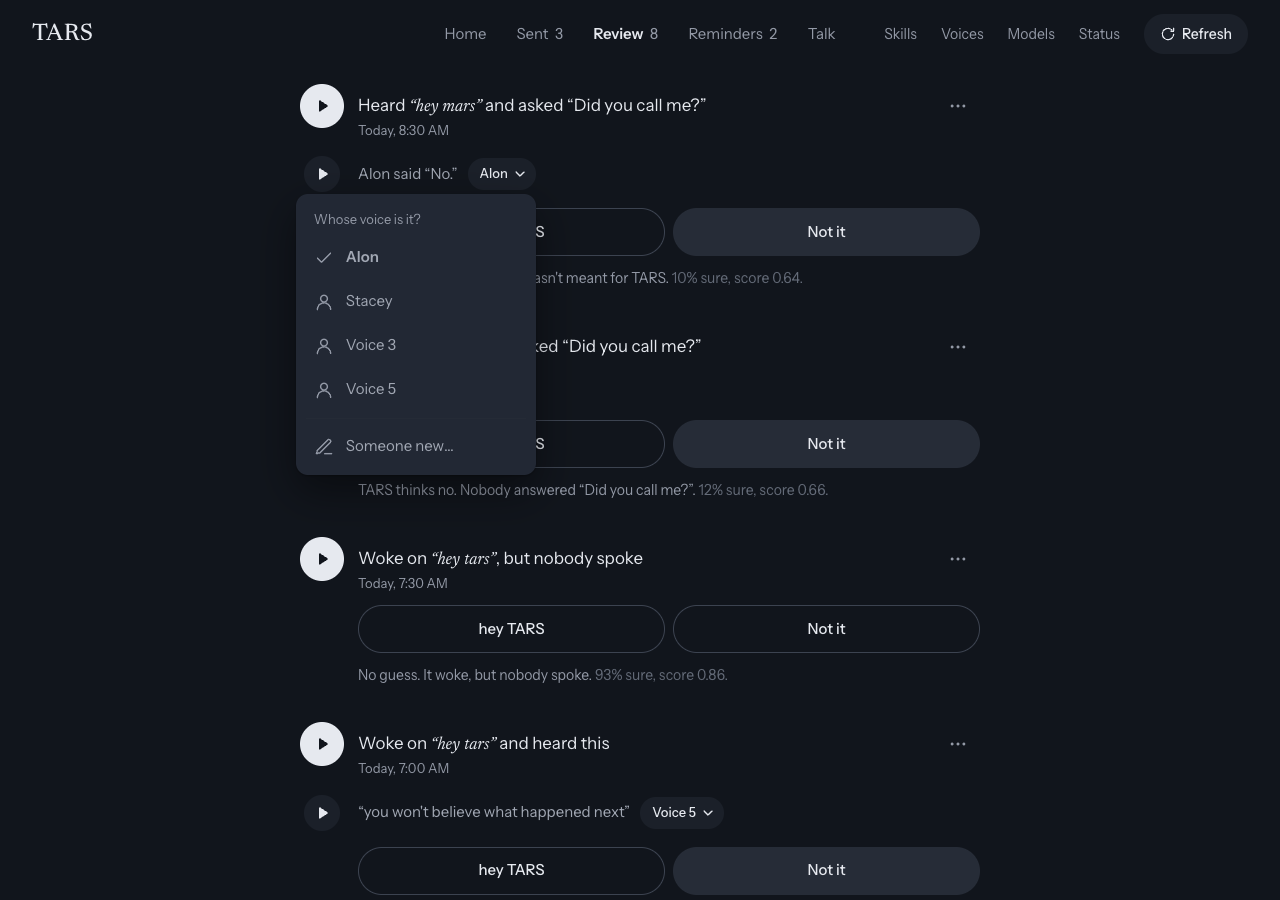 TARS
Home Sent 3 Review 8 Reminders 2 Talk Skills Voices Models Status Refresh
Heard “hey mars” and asked “Did you call me?”
Today, 8:30 AM
Alon said “No.” Alon
Whose voice is it?
Alon
Stacey
Voice 3
Voice 5
Someone new…
S Not it
asn't meant for TARS. 10% sure, score 0.64.
ked “Did you call me?”
S Not it
TARS thinks no. Nobody answered “Did you call me?”. 12% sure, score 0.66.
Woke on “hey tars”, but nobody spoke
Today, 7:30 AM
hey TARS Not it
No guess. It woke, but nobody spoke. 93% sure, score 0.86.
Woke on “hey tars” and heard this
Today, 7:00 AM
“you won't believe what happened next” Voice 5
hey TARS Not it